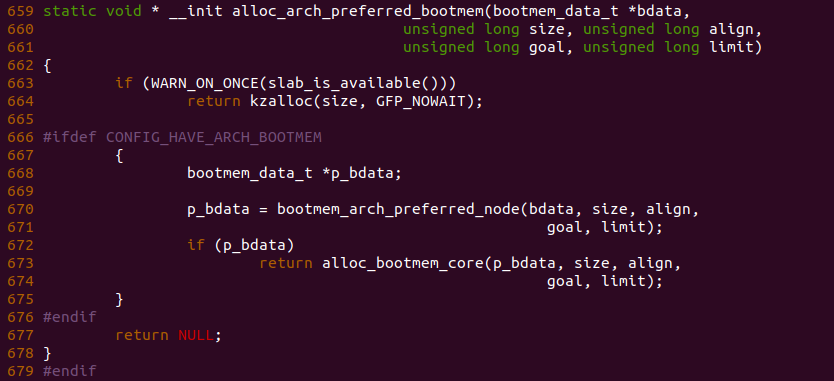 659 static void * __init alloc_arch_preferred_bootmem(bootmem_data_t *bdata,
660                                         unsigned long size, unsigned long align,
661                                         unsigned long goal, unsigned long limit)
662 {
663         if (WARN_ON_ONCE(slab_is_available()))
664                 return kzalloc(size, GFP_NOWAIT);
665
666 #ifdef CONFIG_HAVE_ARCH_BOOTMEM
667         {
668                 bootmem_data_t *p_bdata;
669
670                 p_bdata = bootmem_arch_preferred_node(bdata, size, align,
671                                                         goal, limit);
672                 if (p_bdata)
673                         return alloc_bootmem_core(p_bdata, size, align,
674                                                         goal, limit);
675         }
676 #endif
677         return NULL;
678 }
679 #endif